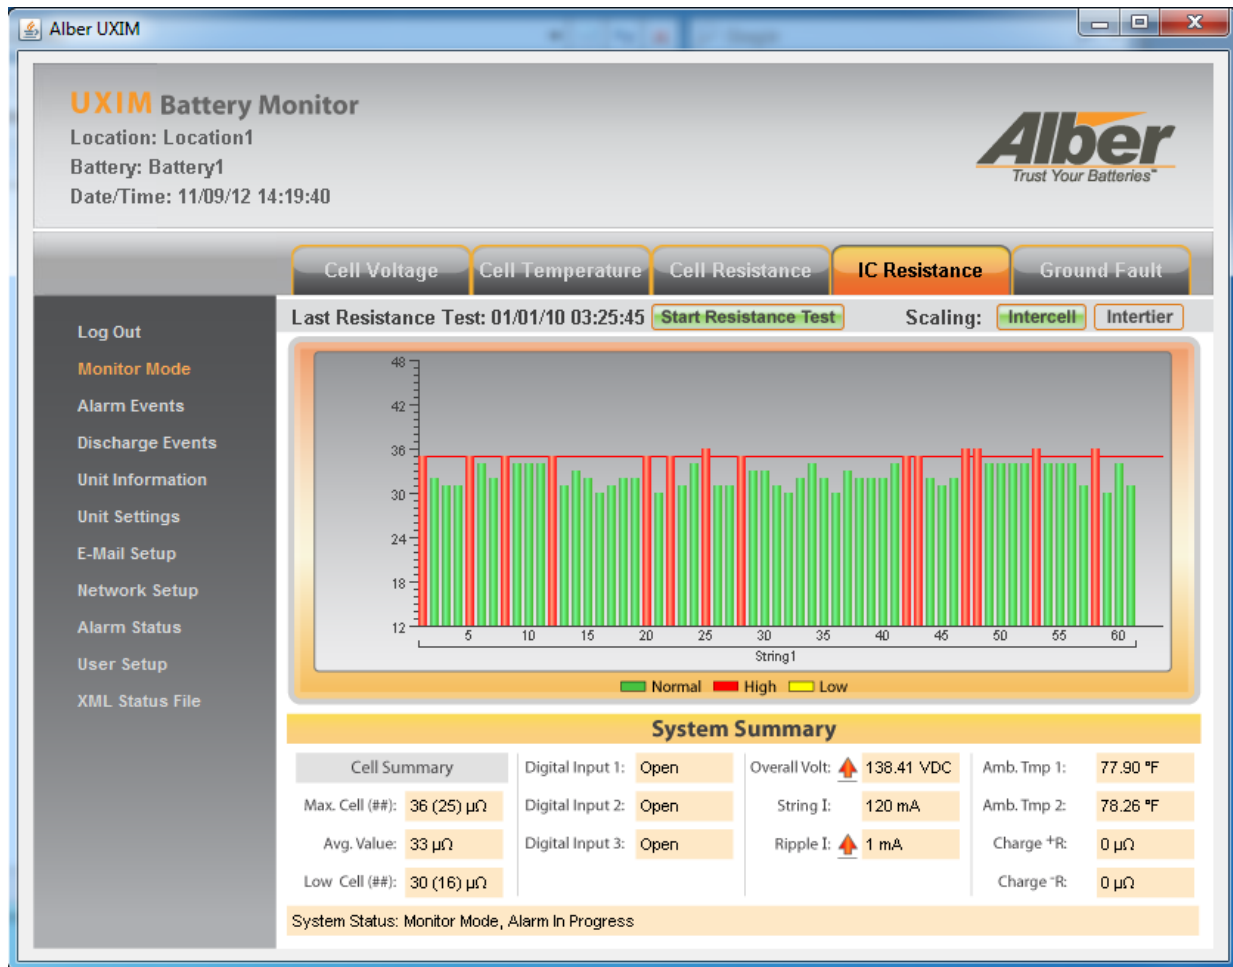 Alber UXIM
UXIM Battery Monitor
Location: Location1
Battery: Battery1
Date/Time: 11/09/12 14:19:40
Alber
Trust Your Batteries™
Cell Voltage Cell Temperature Cell Resistance IC Resistance Ground Fault
Last Resistance Test: 01/01/10 03:25:45 Start Resistance Test Scaling: Intercell Intertier
Log Out
Monitor Mode
Alarm Events
Discharge Events
Unit Information
Unit Settings
E-Mail Setup
Network Setup
Alarm Status
User Setup
XML Status File
48
42
36
30
24
18
12
5 10 15 20 25 30 35 40 45 50 55 60
String1
Normal High Low
System Summary
Cell Summary Digital Input 1: Open Overall Volt: 138.41 VDC Amb. Tmp 1: 77.90 °F
Max. Cell (##): 36 (25) µΩ Digital Input 2: Open String I: 120 mA Amb. Tmp 2: 78.26 °F
Avg. Value: 33 µΩ Digital Input 3: Open Ripple I: 1 mA Charge +R: 0 µΩ
Low Cell (##): 30 (16) µΩ Charge -R: 0 µΩ
System Status: Monitor Mode, Alarm In Progress